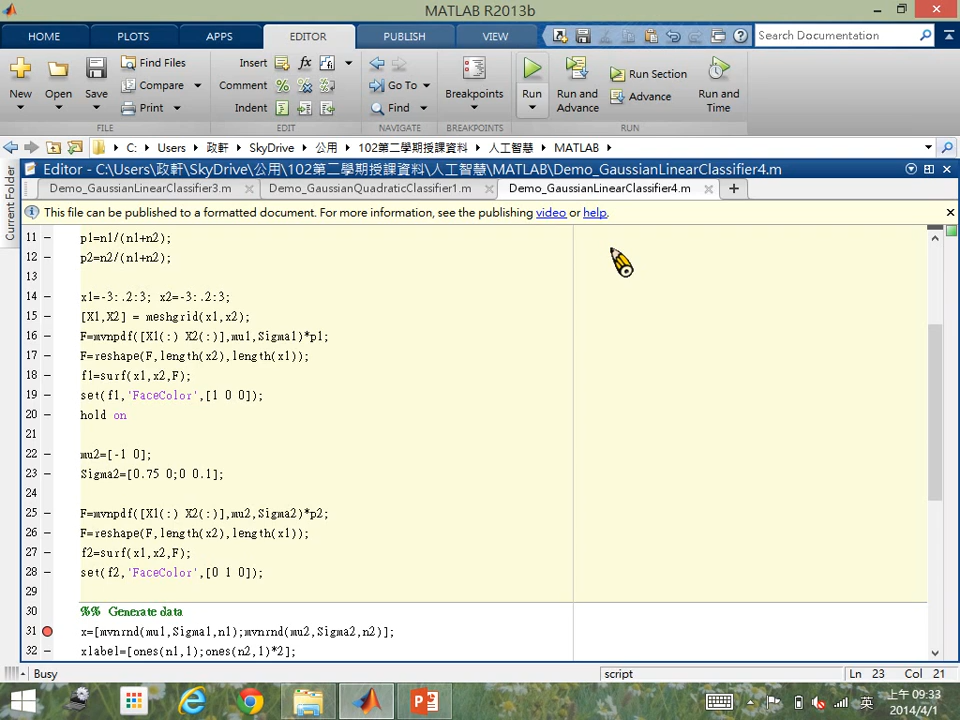 MATLAB R2013b
HOME PLOTS APPS EDITOR PUBLISH VIEW Search Documentation
New Open Save Find Files Compare Print Insert fx Comment Indent Go To Find Breakpoints Run Run and Advance Run Section Advance Run and Time
FILE EDIT NAVIGATE BREAKPOINTS RUN
C: Users 政軒 SkyDrive 公用 102第二學期授課資料 人工智慧 MATLAB
Current Folder
Editor - C:\Users\政軒\SkyDrive\公用\102第二學期授課資料\人工智慧\MATLAB\Demo_GaussianLinearClassifier4.m
Demo_GaussianLinearClassifier3.m Demo_GaussianQuadraticClassifier1.m Demo_GaussianLinearClassifier4.m
This file can be published to a formatted document. For more information, see the publishing video or help.
11 – p1=n1/(n1+n2);
12 – p2=n2/(n1+n2);
13
14 – x1=-3:.2:3; x2=-3:.2:3;
15 – [X1,X2] = meshgrid(x1,x2);
16 – F=mvnpdf([X1(:) X2(:)],mu1,Sigma1)*p1;
17 – F=reshape(F,length(x2),length(x1));
18 – f1=surf(x1,x2,F);
19 – set(f1,'FaceColor',[1 0 0]);
20 – hold on
21
22 – mu2=[-1 0];
23 – Sigma2=[0.75 0;0 0.1];
24
25 – F=mvnpdf([X1(:) X2(:)],mu2,Sigma2)*p2;
26 – F=reshape(F,length(x2),length(x1));
27 – f2=surf(x1,x2,F);
28 – set(f2,'FaceColor',[0 1 0]);
29
30 %% Generate data
31 – x=[mvnrnd(mu1,Sigma1,n1);mvnrnd(mu2,Sigma2,n2)];
32 – xlabel=[ones(n1,1);ones(n2,1)*2];
Busy script Ln 23 Col 21
英 上午 09:33
2014/4/1